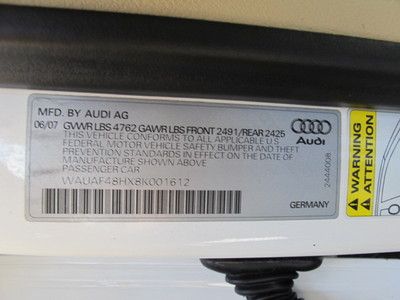 MFD. BY AUDI AG
06/07 GVWR LBS 4762 GAWR LBS FRONT 2491/REAR 2425
THIS VEHICLE CONFORMS TO ALL APPLICABLE U.S.
FEDERAL MOTOR VEHICLE SAFETY BUMPER AND THEFT
PREVENTION STANDARDS IN EFFECT ON THE DATE OF
MANUFACTURE SHOWN ABOVE
PASSENGER CAR
WAUAF48HX8K001612
Audi
2444008
GERMANY
WARNING
ATTENTION